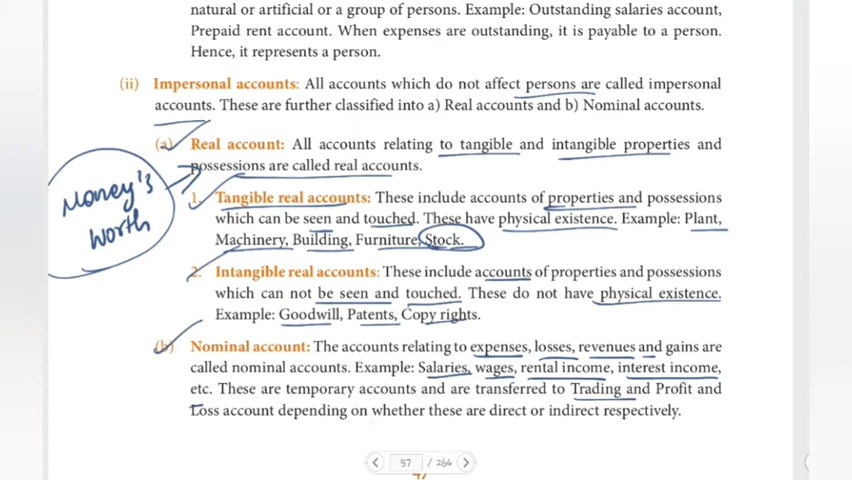 natural or artificial or a group of persons. Example: Outstanding salaries account,
Prepaid rent account. When expenses are outstanding, it is payable to a person.
Hence, it represents a person.
(ii) Impersonal accounts: All accounts which do not affect persons are called impersonal
accounts. These are further classified into a) Real accounts and b) Nominal accounts.
(a) Real account: All accounts relating to tangible and intangible properties and
possessions are called real accounts.
Money's
Worth
1. Tangible real accounts: These include accounts of properties and possessions
which can be seen and touched. These have physical existence. Example: Plant,
Machinery, Building, Furniture, Stock.
2. Intangible real accounts: These include accounts of properties and possessions
which can not be seen and touched. These do not have physical existence.
Example: Goodwill, Patents, Copy rights.
(b) Nominal account: The accounts relating to expenses, losses, revenues and gains are
called nominal accounts. Example: Salaries, wages, rental income, interest income,
etc. These are temporary accounts and are transferred to Trading and Profit and
Loss account depending on whether these are direct or indirect respectively.
57 / 264